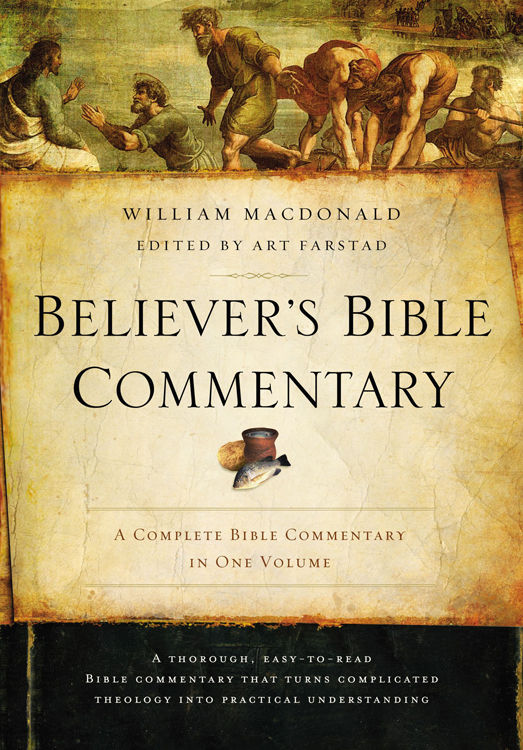 WILLIAM MACDONALD
EDITED BY ART FARSTAD
BELIEVER'S BIBLE
COMMENTARY
A COMPLETE BIBLE COMMENTARY
IN ONE VOLUME
A THOROUGH, EASY-TO-READ
BIBLE COMMENTARY THAT TURNS COMPLICATED
THEOLOGY INTO PRACTICAL UNDERSTANDING